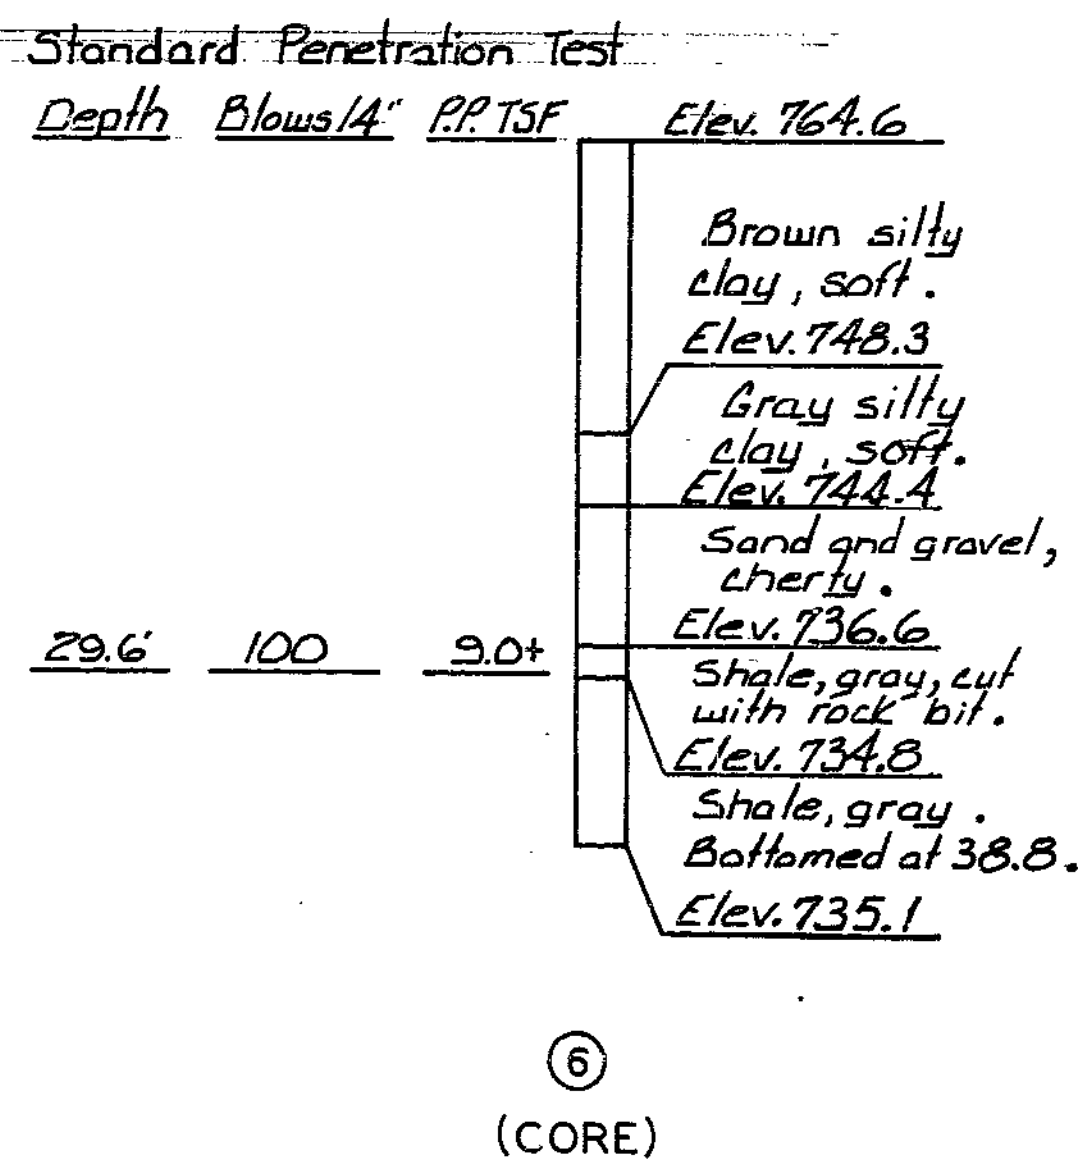 Standard Penetration Test
Depth Blows/4" P.P. TSF Elev. 764.6
Brown silty
clay, soft.
Elev. 748.3
Gray silty
clay, soft.
Elev. 744.4
Sand and gravel,
cherty.
Elev. 736.6
29.6' 100 9.0+
Shale, gray, cut
with rock bit.
Elev. 734.8
Shale, gray.
Bottomed at 38.8.
Elev. 735.1
6
(CORE)